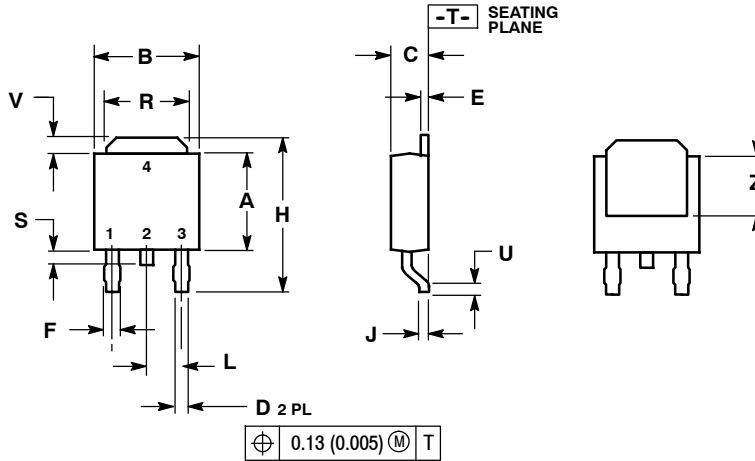 -T- SEATING
PLANE
B
C
V
R
E
4
Z
A
H
S
1 2 3
U
F
J
L
D 2 PL
⌖ 0.13 (0.005) Ⓜ T